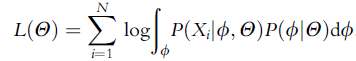 L(Θ) = ∑_{i=1}^{N} log ∫_ϕ P(X_i|ϕ, Θ)P(ϕ|Θ)dϕ